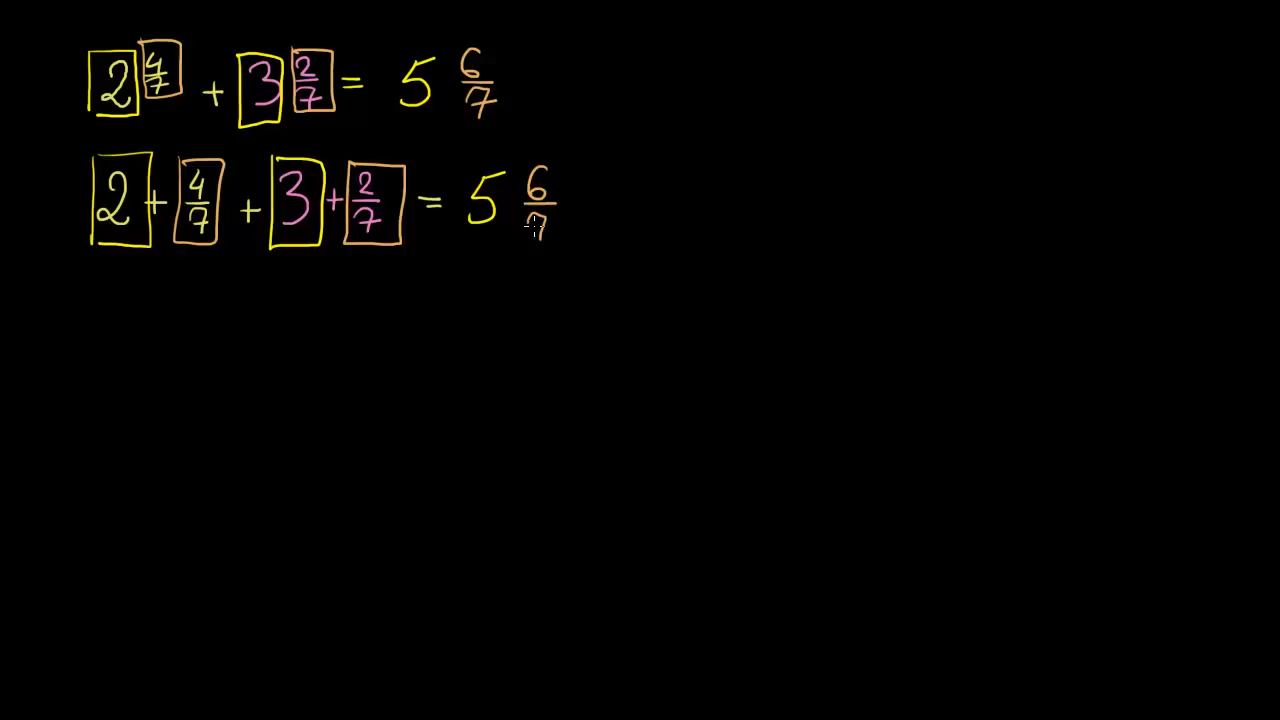 2 4/7 + 3 2/7 = 5 6/7
2 + 4/7 + 3 + 2/7 = 5 6/7